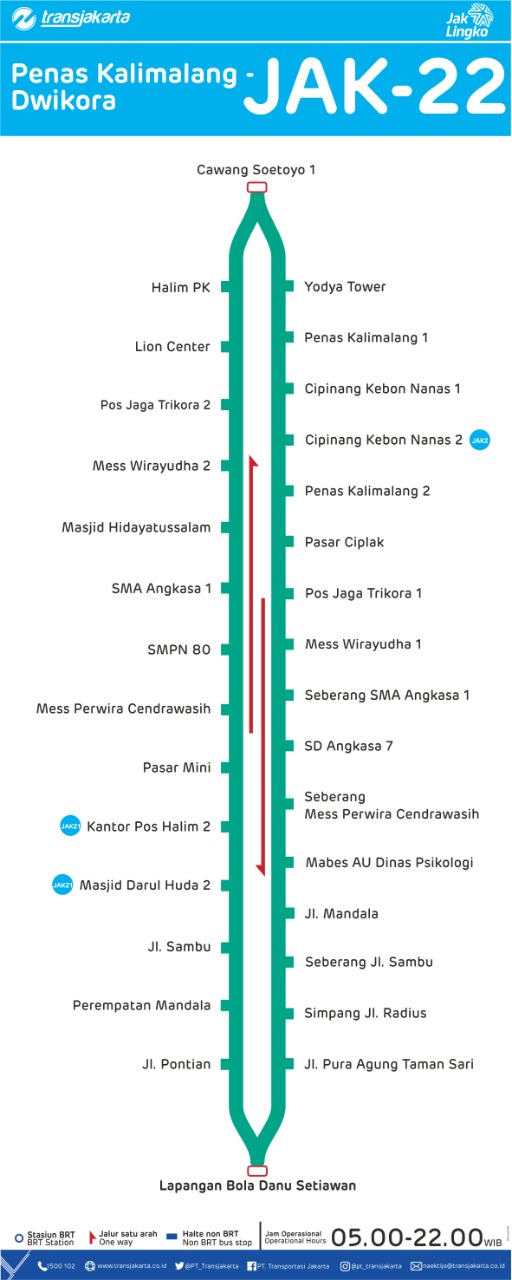 transjakarta
Jak
Lingko
Penas Kalimalang -
Dwikora
JAK-22
Cawang Soetoyo 1
Halim PK
Lion Center
Pos Jaga Trikora 2
Mess Wirayudha 2
Masjid Hidayatussalam
SMA Angkasa 1
SMPN 80
Mess Perwira Cendrawasih
Pasar Mini
JAK21 Kantor Pos Halim 2
JAK21 Masjid Darul Huda 2
Jl. Sambu
Perempatan Mandala
Jl. Pontian
Yodya Tower
Penas Kalimalang 1
Cipinang Kebon Nanas 1
Cipinang Kebon Nanas 2 JAK2
Penas Kalimalang 2
Pasar Ciplak
Pos Jaga Trikora 1
Mess Wirayudha 1
Seberang SMA Angkasa 1
SD Angkasa 7
Seberang
Mess Perwira Cendrawasih
Mabes AU Dinas Psikologi
Jl. Mandala
Seberang Jl. Sambu
Simpang Jl. Radius
Jl. Pura Agung Taman Sari
Lapangan Bola Danu Setiawan
Stasiun BRT
BRT Station
Jalur satu arah
One way
Halte non BRT
Non BRT bus stop
Jam Operasional
Operational Hours
05.00-22.00 WIB
1500 102
www.transjakarta.co.id
@PT_Transjakarta
PT. Transportasi Jakarta
@pt_transjakarta
naektije@transjakarta.co.id